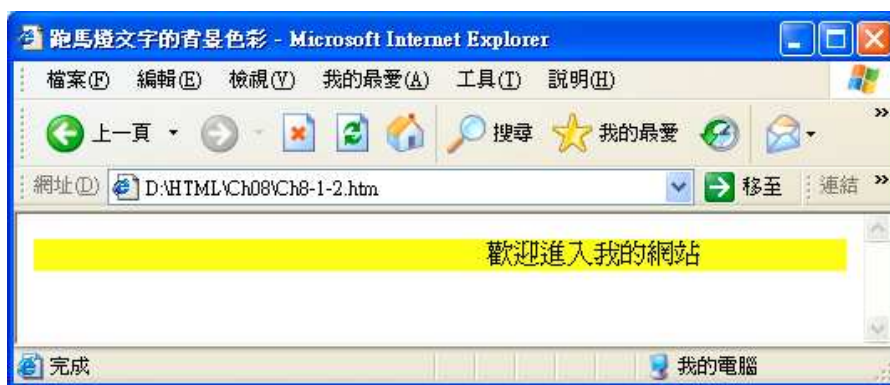 跑馬燈文字的背景色彩 - Microsoft Internet Explorer
檔案(F) 編輯(E) 檢視(V) 我的最愛(A) 工具(T) 說明(H)
上一頁 搜尋 我的最愛 »
網址(D) D:\HTML\Ch08\Ch8-1-2.htm 移至 連結 »
歡迎進入我的網站
完成 我的電腦